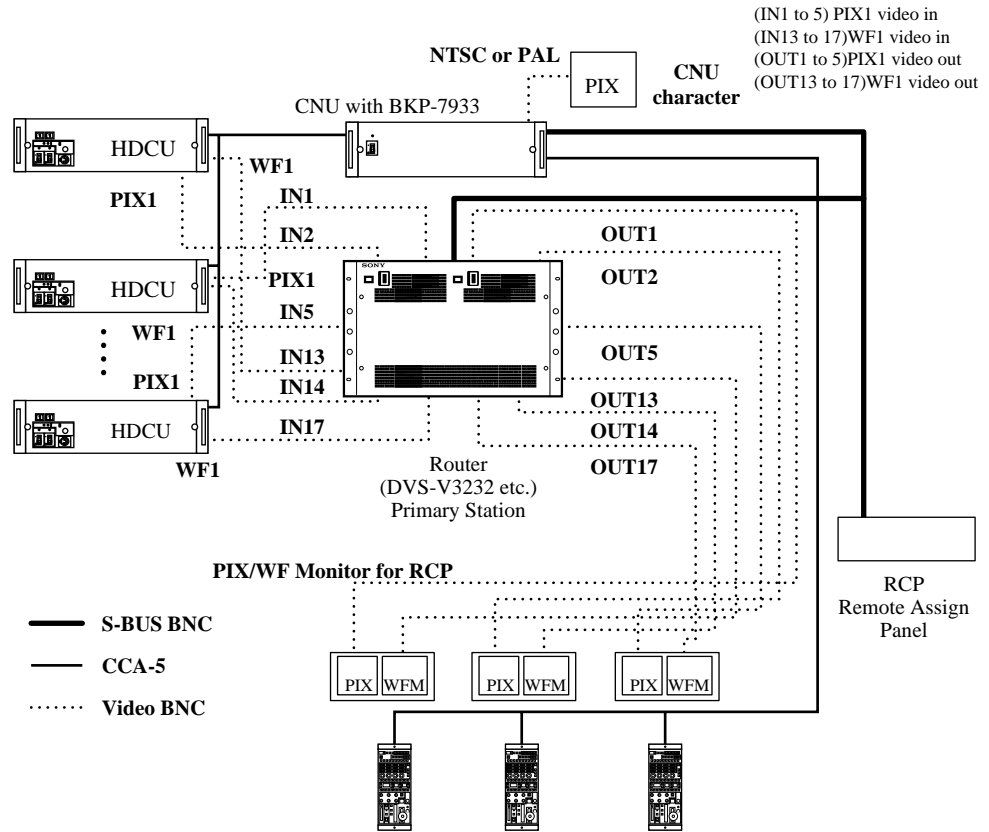 (IN1 to 5) PIX1 video in
(IN13 to 17)WF1 video in
(OUT1 to 5)PIX1 video out
(OUT13 to 17)WF1 video out
NTSC or PAL
PIX
CNU
character
CNU with BKP-7933
HDCU
WF1
PIX1
IN1
IN2
OUT1
SONY
HDCU
PIX1
OUT2
IN5
WF1
IN13
OUT5
PIX1
IN14
OUT13
HDCU
IN17
OUT14
WF1
OUT17
Router
(DVS-V3232 etc.)
Primary Station
PIX/WF Monitor for RCP
RCP
Remote Assign
Panel
S-BUS BNC
CCA-5
Video BNC
PIX
WFM
PIX
WFM
PIX
WFM